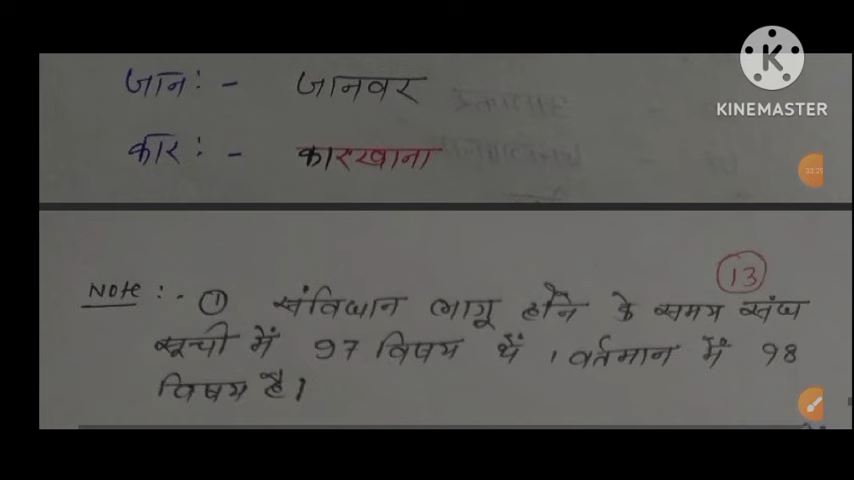 KINEMASTER
जान :- जानवर
कार :- कारखाना
13
Note :- ① संविधान लागू होने के समय संघ
सूची में 97 विषय थें । वर्तमान में 98
विषय है।